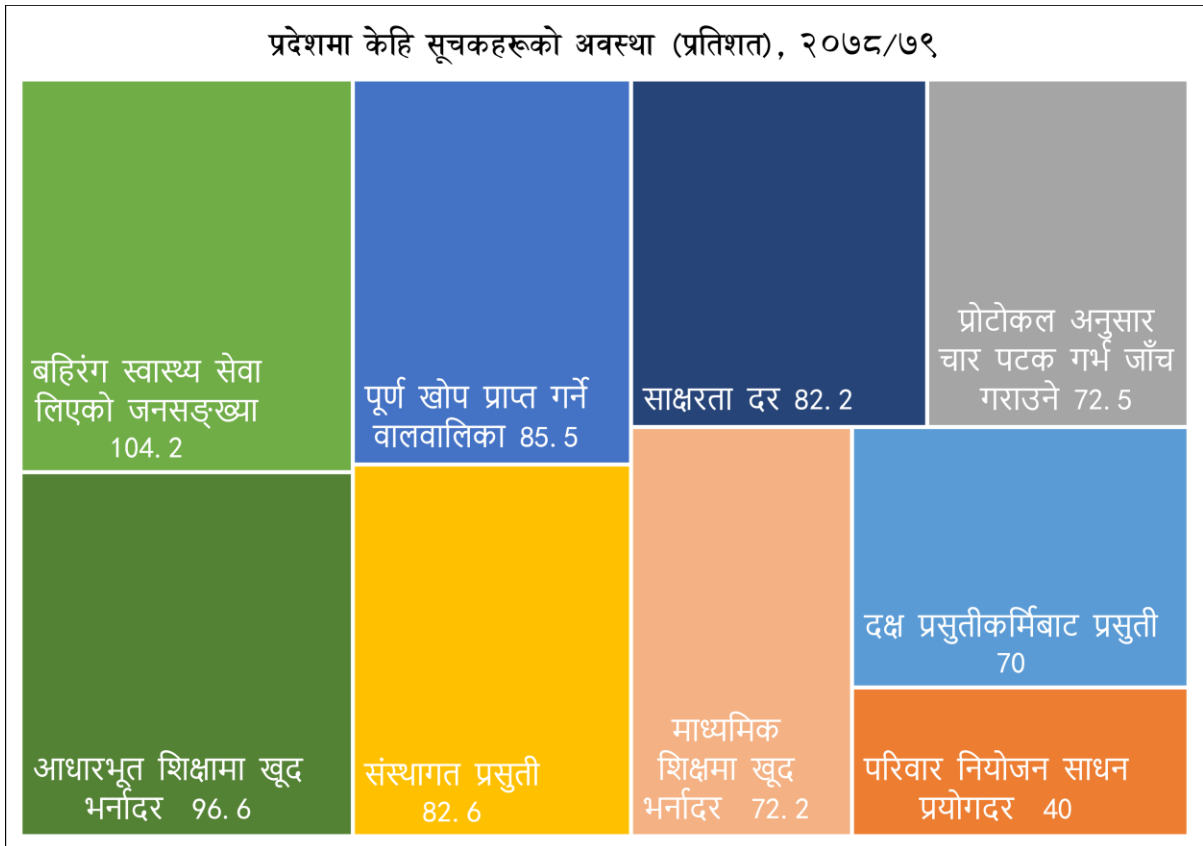 प्रदेशमा केहि सूचकहरूको अवस्था (प्रतिशत), २०७८/७९
बहिरंग स्वास्थ्य सेवा
लिएको जनसङ्ख्या
104.2
पूर्ण खोप प्राप्त गर्ने
वालवालिका 85.5
साक्षरता दर 82.2
प्रोटोकल अनुसार
चार पटक गर्भ जाँच
गराउने 72.5
आधारभूत शिक्षामा खूद
भर्नादर 96.6
संस्थागत प्रसुती
82.6
माध्यमिक
शिक्षमा खूद
भर्नादर 72.2
दक्ष प्रसुतीकर्मिबाट प्रसुती
70
परिवार नियोजन साधन
प्रयोगदर 40